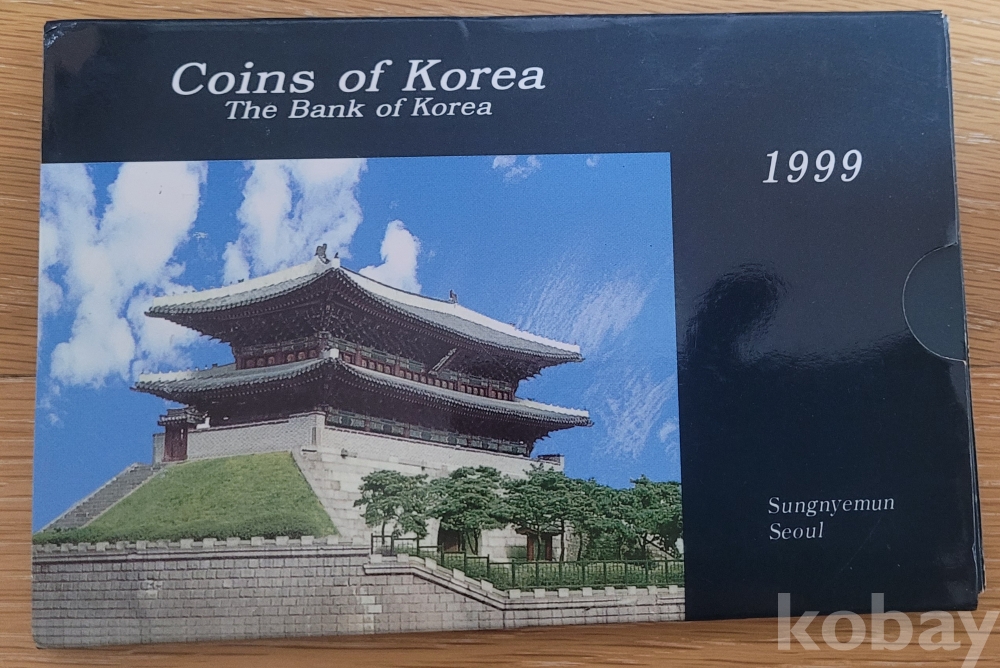 Coins of Korea
The Bank of Korea
1999
Sungnyemun
Seoul
kobay